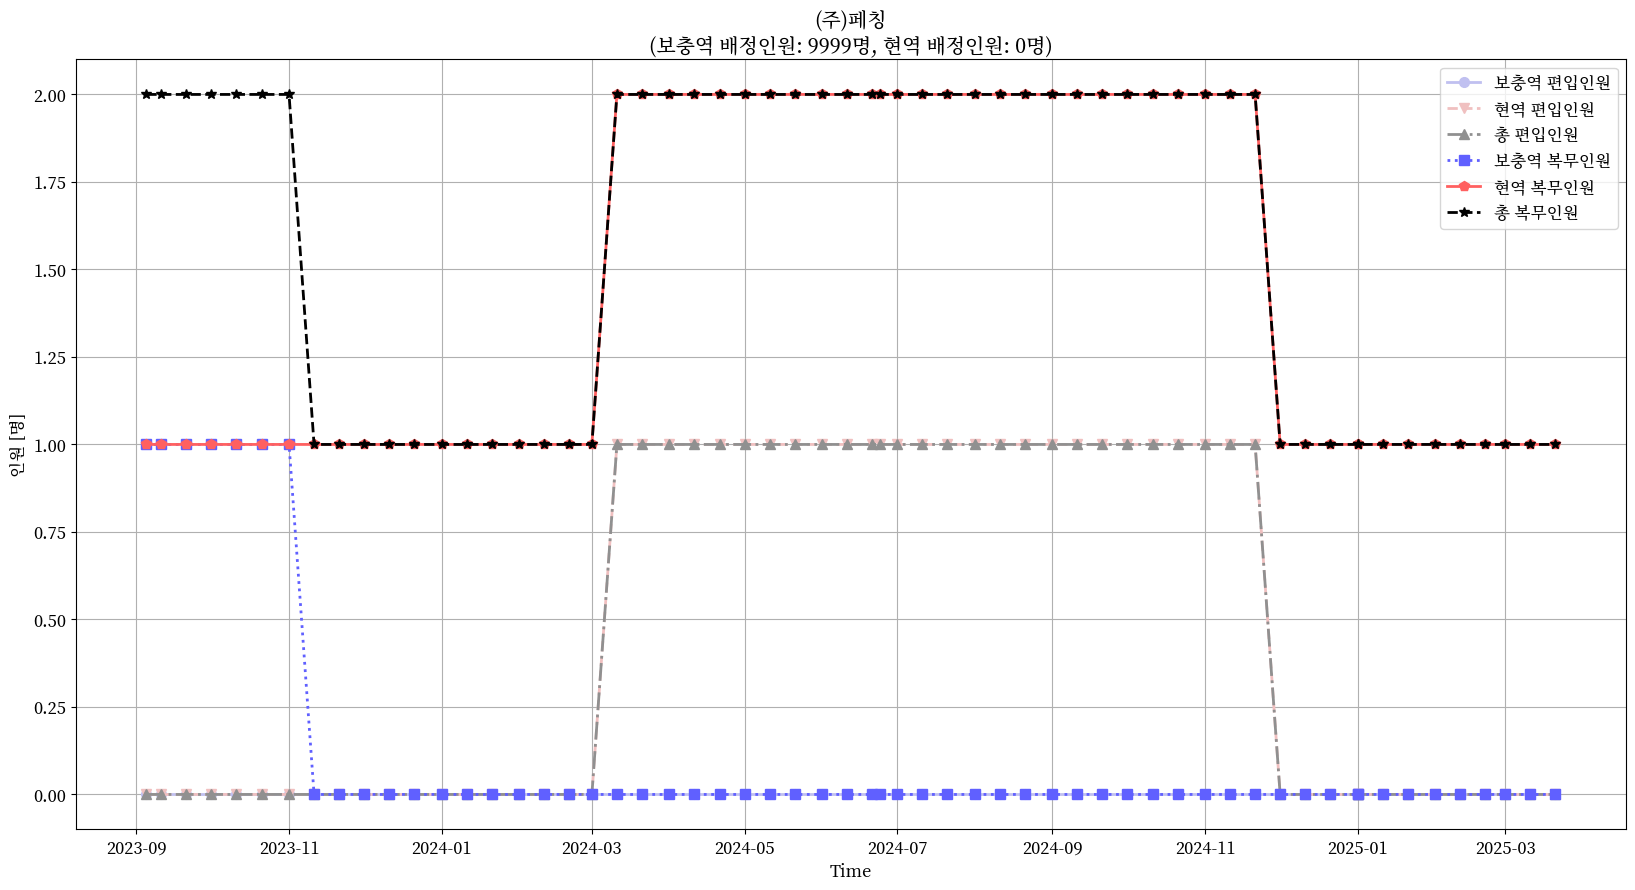 (주)페칭
(보충역 배정인원: 9999명, 현역 배정인원: 0명)
보충역 편입인원
현역 편입인원
총 편입인원
보충역 복무인원
현역 복무인원
총 복무인원
인원 [명]
2.00
1.75
1.50
1.25
1.00
0.75
0.50
0.25
0.00
2023-09
2023-11
2024-01
2024-03
2024-05
2024-07
2024-09
2024-11
2025-01
2025-03
Time